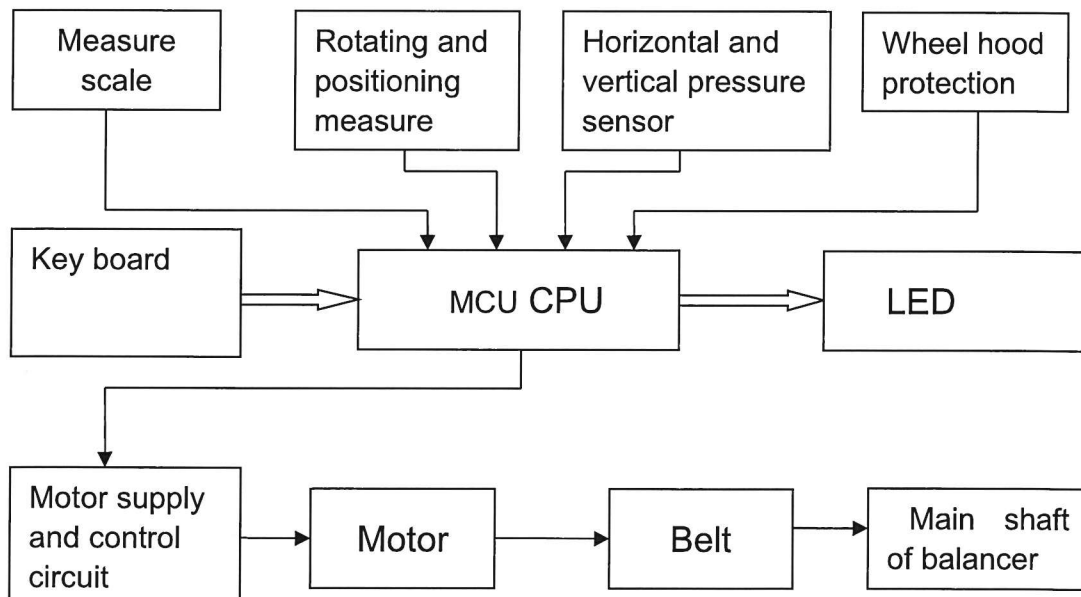 Measure
scale
Rotating and
positioning
measure
Horizontal and
vertical pressure
sensor
Wheel hood
protection
Key board
MCU CPU
LED
Motor supply
and control
circuit
Motor
Belt
Main shaft
of balancer